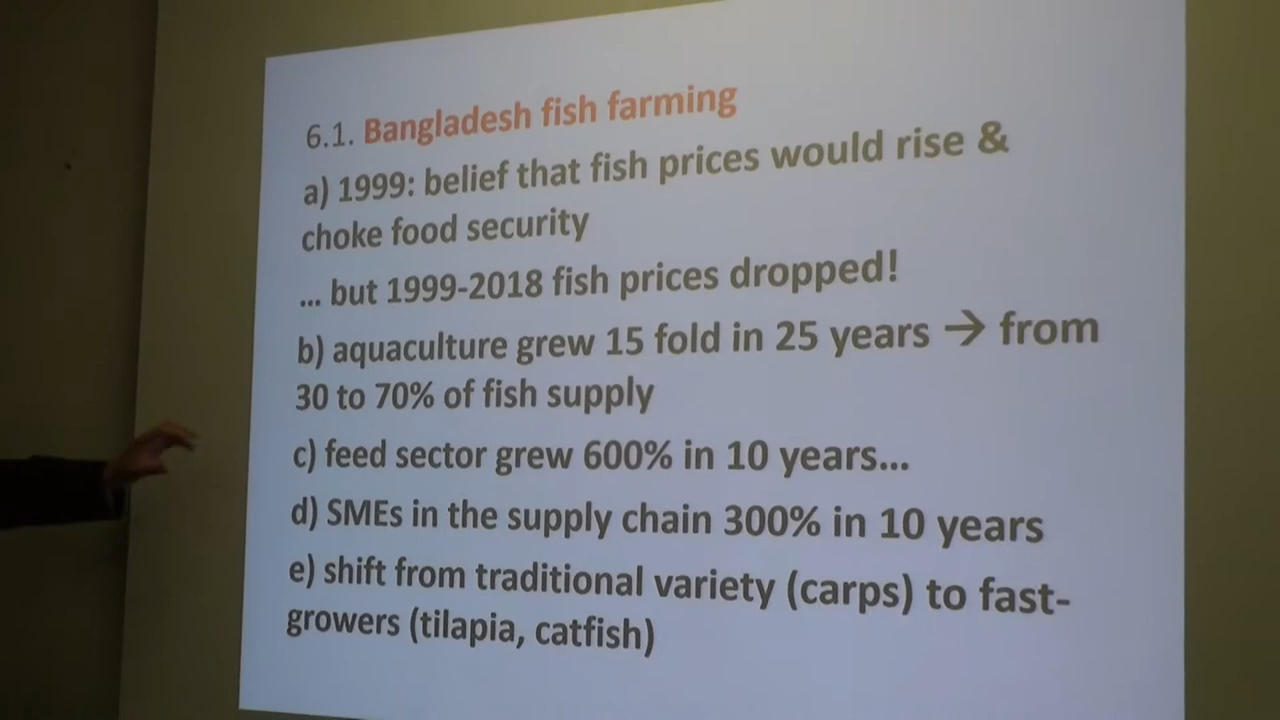 6.1. Bangladesh fish farming
a) 1999: belief that fish prices would rise &
choke food security
... but 1999-2018 fish prices dropped!
b) aquaculture grew 15 fold in 25 years → from
30 to 70% of fish supply
c) feed sector grew 600% in 10 years...
d) SMEs in the supply chain 300% in 10 years
e) shift from traditional variety (carps) to fast-
growers (tilapia, catfish)